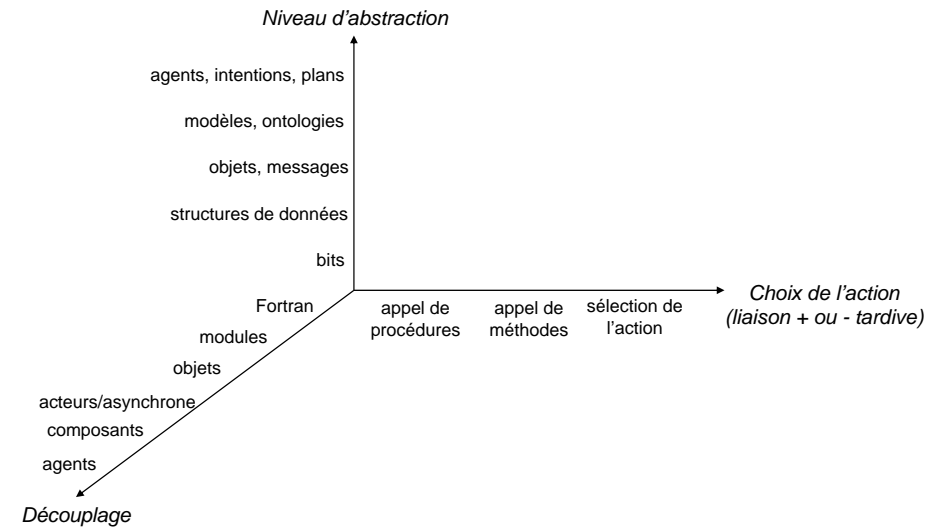 Niveau d'abstraction
agents, intentions, plans
modèles, ontologies
objets, messages
structures de données
bits
Fortran
modules
objets
acteurs/asynchrone
composants
agents
Découplage
appel de
procédures
appel de
méthodes
sélection de
l'action
Choix de l'action
(liaison + ou - tardive)